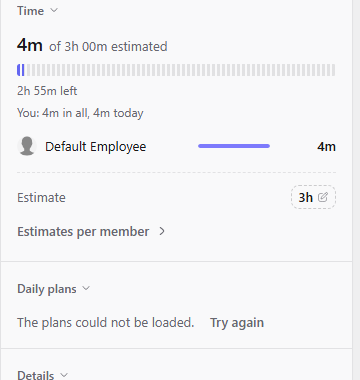 Time
4m of 3h 00m estimated
2h 55m left
You: 4m in all, 4m today
Default Employee 4m
Estimate 3h
Estimates per member
Daily plans
The plans could not be loaded. Try again
Details